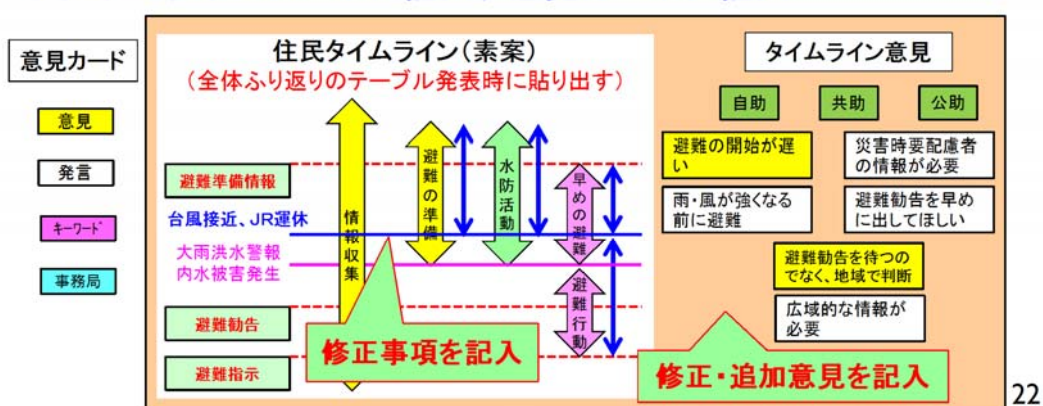 意見カード
意見
発言
キーワード
事務局
住民タイムライン(素案)
(全体ふり返りのテーブル発表時に貼り出す)
避難準備情報
台風接近、JR運休
大雨洪水警報
内水被害発生
避難勧告
避難指示
情報収集
避難の準備
水防活動
早めの避難
避難行動
修正事項を記入
タイムライン意見
自助
共助
公助
避難の開始が遅
い
災害時要配慮者
の情報が必要
雨・風が強くなる
前に避難
避難勧告を早め
に出してほしい
避難勧告を待つの
でなく、地域で判断
広域的な情報が
必要
修正・追加意見を記入
22